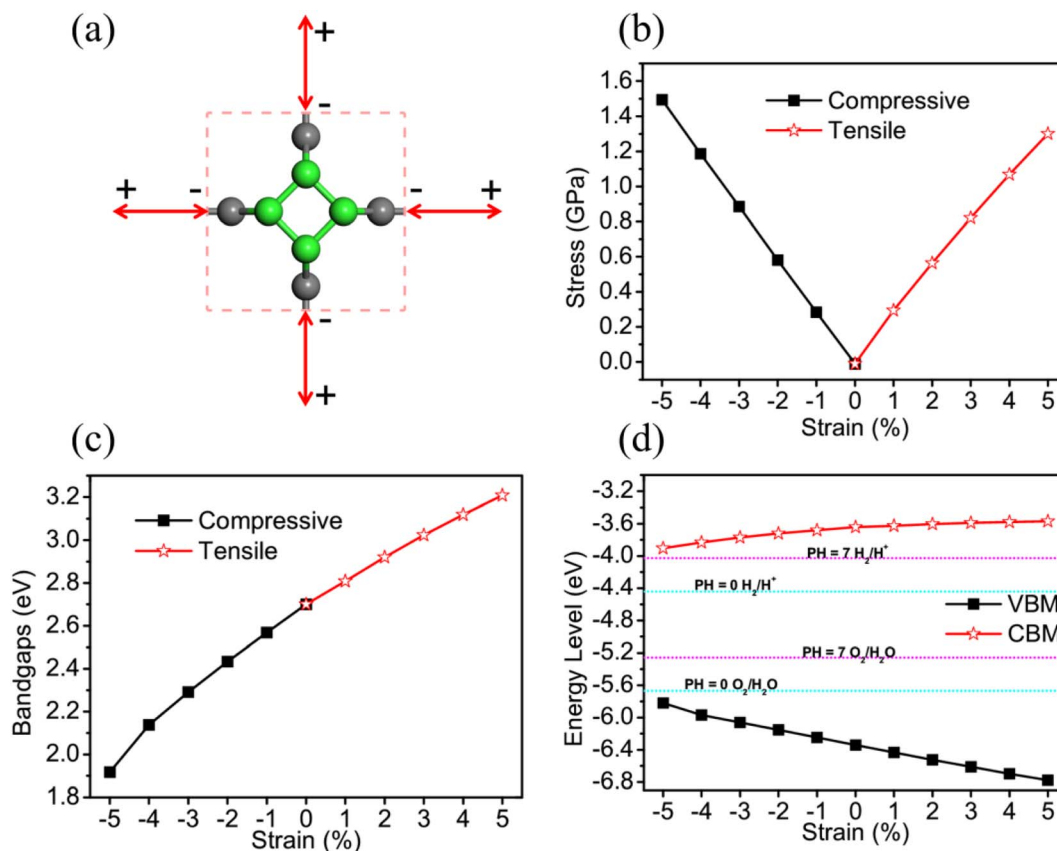 (a)
+
-
+
-
-
+
-
+
(b)
Stress (GPa)
1.6
1.4
1.2
1.0
0.8
0.6
0.4
0.2
0.0
Compressive
Tensile
-5 -4 -3 -2 -1 0 1 2 3 4 5
Strain (%)
(c)
Bandgaps (eV)
3.2
3.0
2.8
2.6
2.4
2.2
2.0
1.8
Compressive
Tensile
-5 -4 -3 -2 -1 0 1 2 3 4 5
Strain (%)
(d)
Energy Level (eV)
-3.2
-3.6
-4.0
-4.4
-4.8
-5.2
-5.6
-6.0
-6.4
-6.8
PH = 7 H₂/H⁺
PH = 0 H₂/H⁺
VBM
CBM
PH = 7 O₂/H₂O
PH = 0 O₂/H₂O
-5 -4 -3 -2 -1 0 1 2 3 4 5
Strain (%)